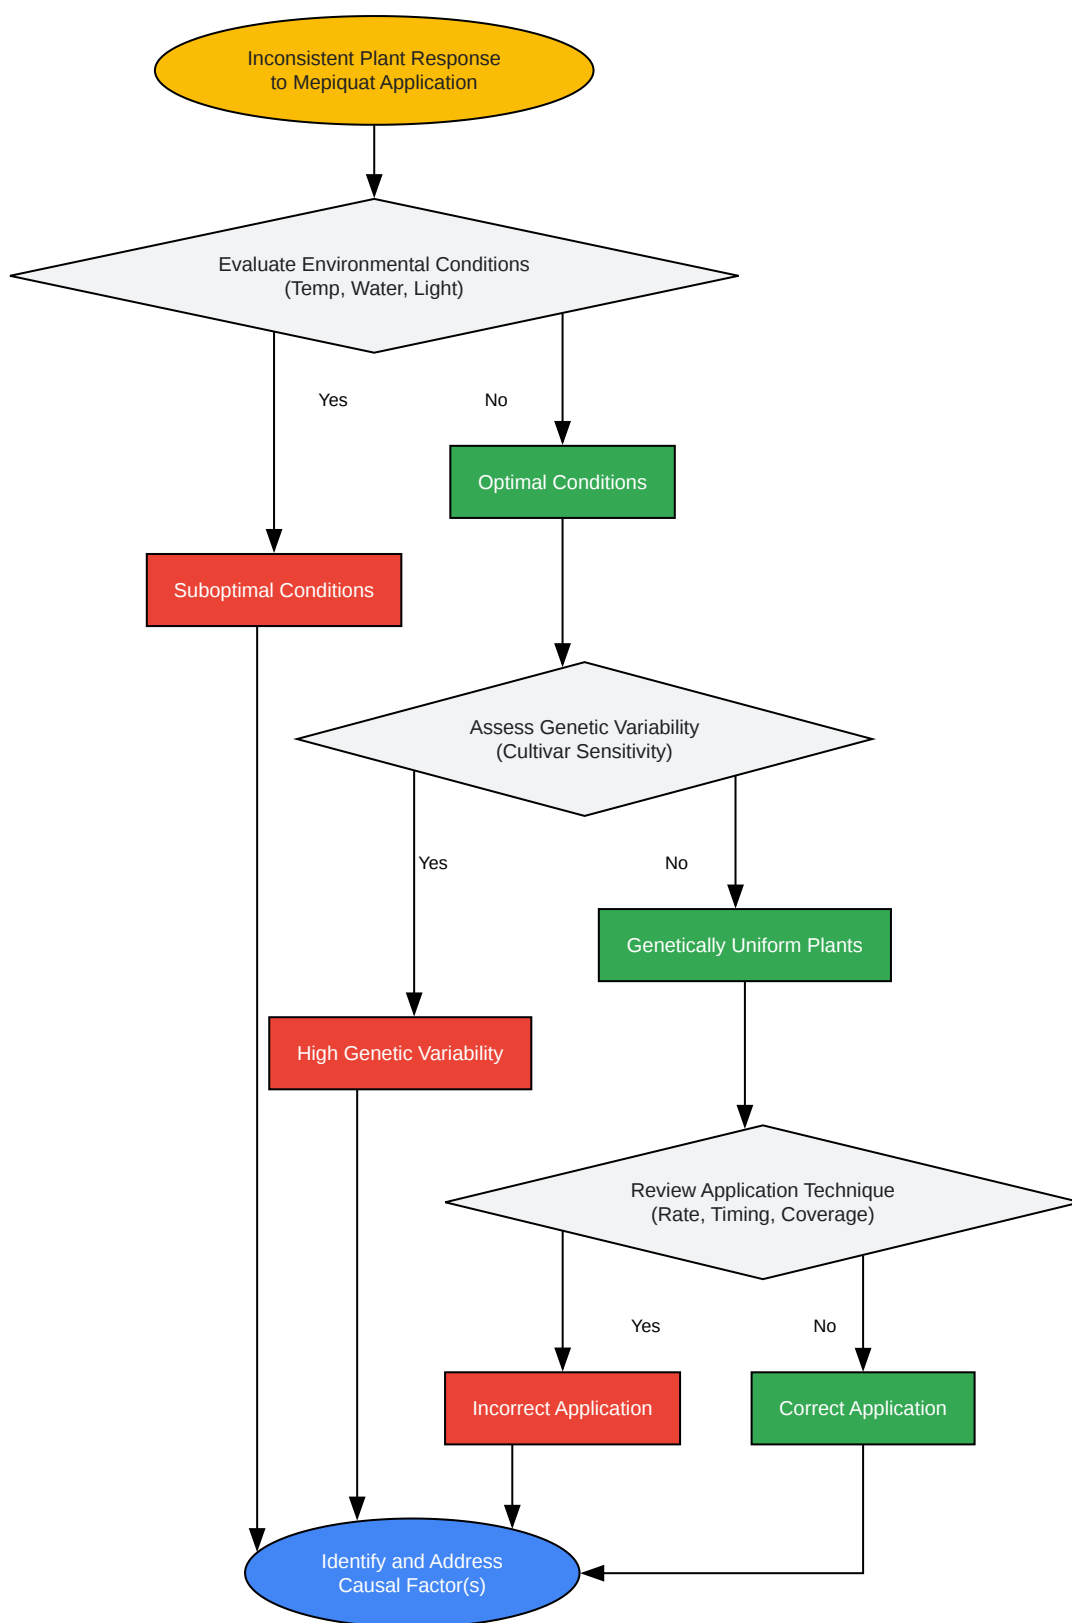 Inconsistent Plant Response
to Mepiquat Application
Evaluate Environmental Conditions
(Temp, Water, Light)
Yes
No
Optimal Conditions
Suboptimal Conditions
Assess Genetic Variability
(Cultivar Sensitivity)
Yes
No
Genetically Uniform Plants
High Genetic Variability
Review Application Technique
(Rate, Timing, Coverage)
Yes
No
Incorrect Application
Correct Application
Identify and Address
Causal Factor(s)